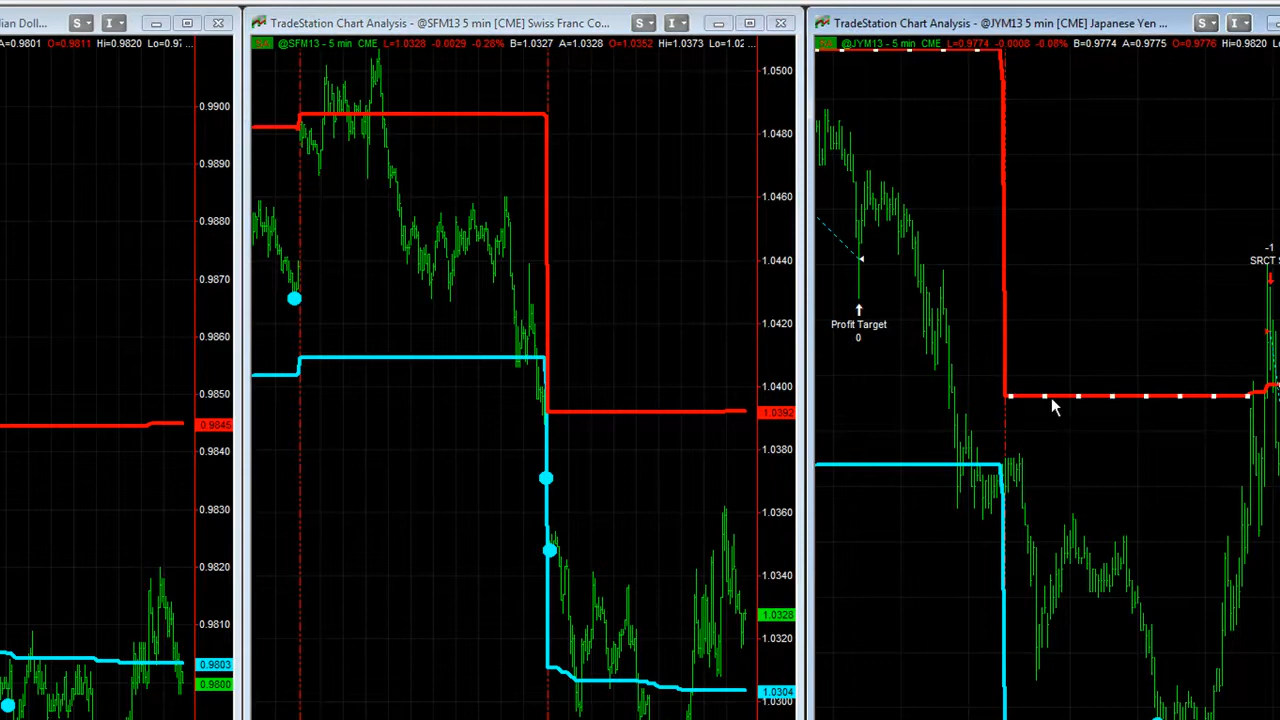 ian Doll...
S
I
A=0.9801 O=0.9811 Hi=0.9820 Lo=0.97...
0.9900
0.9890
0.9880
0.9870
0.9860
0.9850
0.9845
0.9840
0.9830
0.9820
0.9810
0.9803
0.9800
TradeStation Chart Analysis - @SFM13 5 min [CME] Swiss Franc Co...
S
I
@SFM13 - 5 min CME L=1.0328 -0.0029 -0.28% B=1.0327 A=1.0328 O=1.0352 Hi=1.0373 Lo=1.02...
1.0500
1.0480
1.0460
1.0440
1.0420
1.0400
1.0392
1.0380
1.0360
1.0340
1.0328
1.0320
1.0304
1.0300
TradeStation Chart Analysis - @JYM13 5 min [CME] Japanese Yen ...
S
I
@JYM13 - 5 min CME L=0.9774 -0.0008 -0.08% B=0.9774 A=0.9775 O=0.9776 Hi=0.9820
Profit Target
0
-1
SRCT S